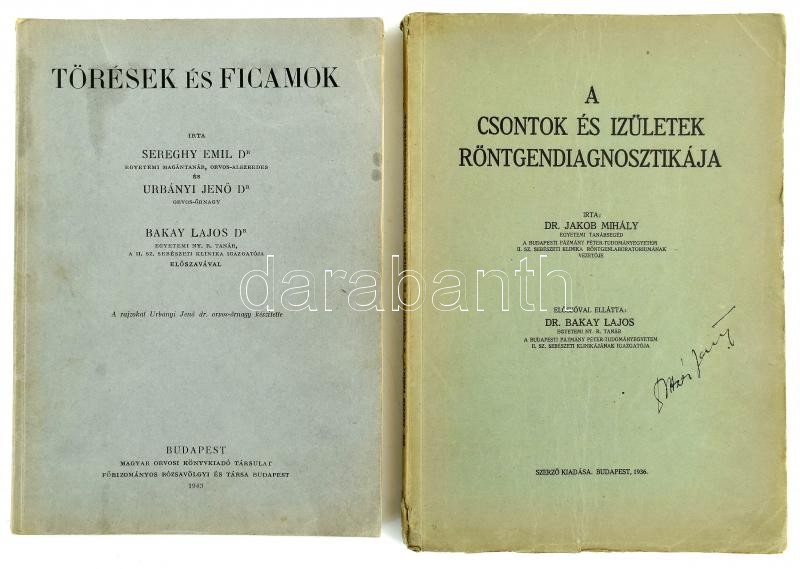 TÖRÉSEK ÉS FICAMOK
IRTA
SEREGHY EMIL DR
EGYETEMI MAGÁNTANÁR, ORVOS-ALEZREDES
ÉS
URBÁNYI JENŐ DR
ORVOS-ŐRNAGY
BAKAY LAJOS DR
EGYETEMI NY. R. TANÁR,
A II. SZ. SEBÉSZETI KLINIKA IGAZGATÓJA
ELŐSZAVÁVAL
A rajzokat Urbányi Jenő dr. orvos-őrnagy készítette
BUDAPEST
MAGYAR ORVOSI KÖNYVKIADÓ TÁRSULAT
FŐBIZOMÁNYOS RÓZSAVÖLGYI ÉS TÁRSA BUDAPEST
1943
A
CSONTOK ÉS IZÜLETEK
RÖNTGENDIAGNOSZTIKÁJA
IRTA:
DR. JAKOB MIHÁLY
EGYETEMI TANÁRSEGÉD
A BUDAPESTI PÁZMÁNY PÉTER-TUDOMÁNYEGYETEM
II. SZ. SEBÉSZETI KLINIKA RÖNTGENLABORATORIUMÁNAK
VEZETŐJE
ELŐSZÓVAL ELLÁTTA:
DR. BAKAY LAJOS
EGYETEMI NY. R. TANÁR
A BUDAPESTI PÁZMÁNY PÉTER-TUDOMÁNYEGYETEM
II. SZ. SEBÉSZETI KLINIKÁJÁNAK IGAZGATÓJA
SZERZŐ KIADÁSA. BUDAPEST, 1936.
darabanth